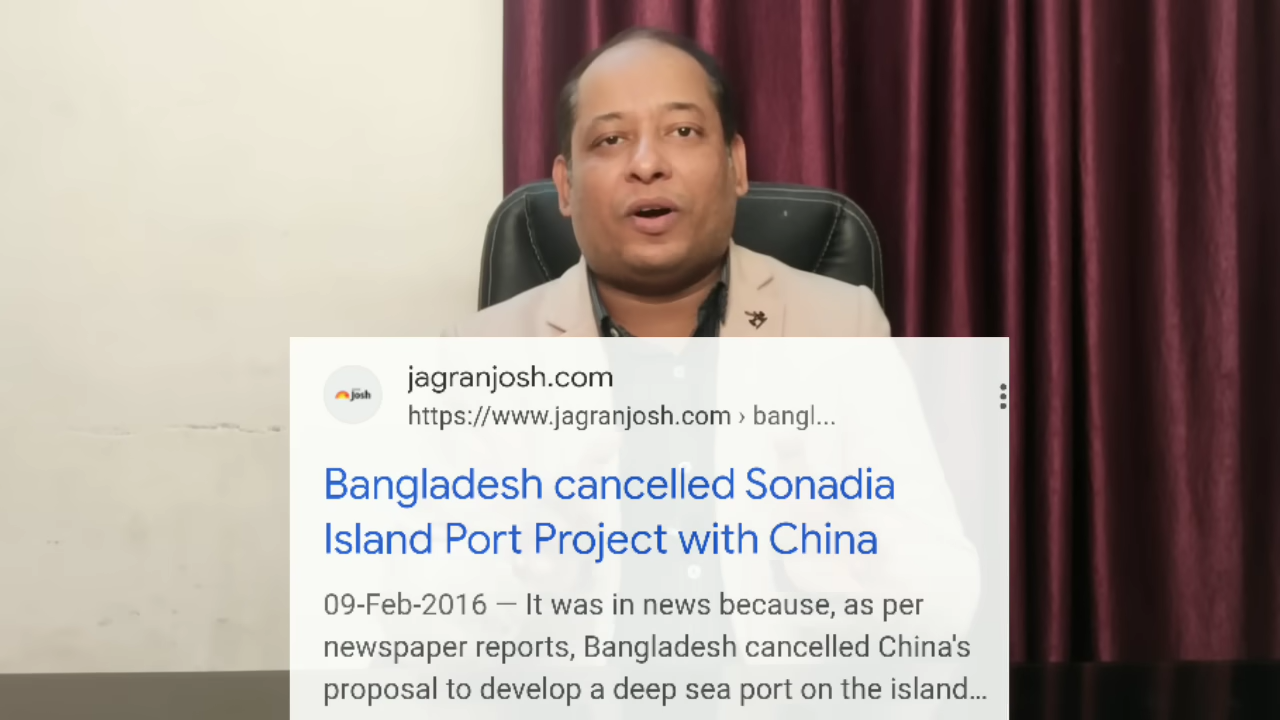 josh
jagranjosh.com
https://www.jagranjosh.com › bangl...
Bangladesh cancelled Sonadia
Island Port Project with China
09-Feb-2016 — It was in news because, as per
newspaper reports, Bangladesh cancelled China's
proposal to develop a deep sea port on the island...